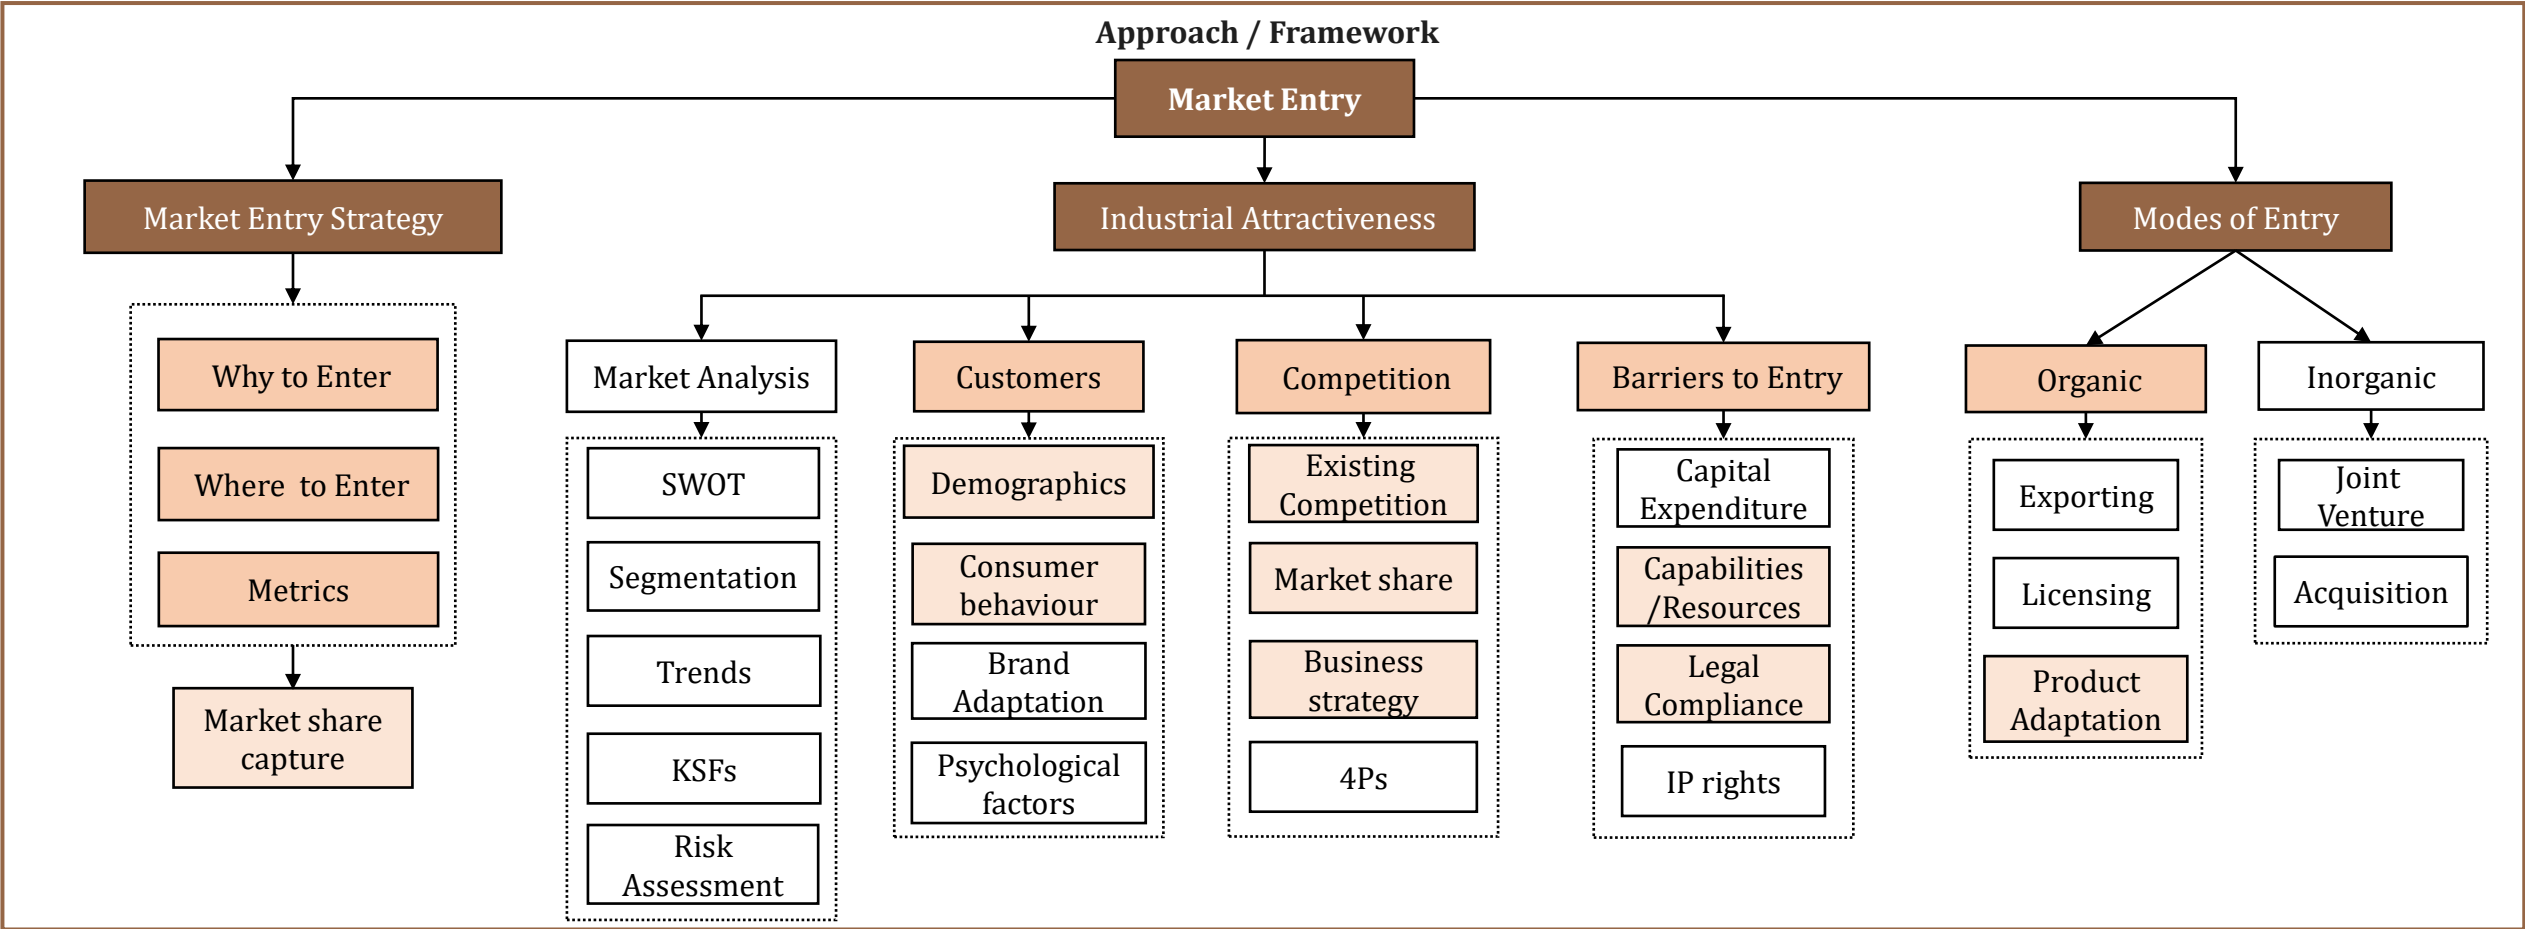 Approach / Framework
Market Entry
Market Entry Strategy
Industrial Attractiveness
Modes of Entry
Why to Enter
Where  to Enter
Metrics
Market share
capture
Market Analysis
SWOT
Segmentation
Trends
KSFs
Risk
Assessment
Customers
Demographics
Consumer
behaviour
Brand
Adaptation
Psychological
factors
Competition
Existing
Competition
Market share
Business
strategy
4Ps
Barriers to Entry
Capital
Expenditure
Capabilities
/Resources
Legal
Compliance
IP rights
Organic
Exporting
Licensing
Product
Adaptation
Inorganic
Joint
Venture
Acquisition